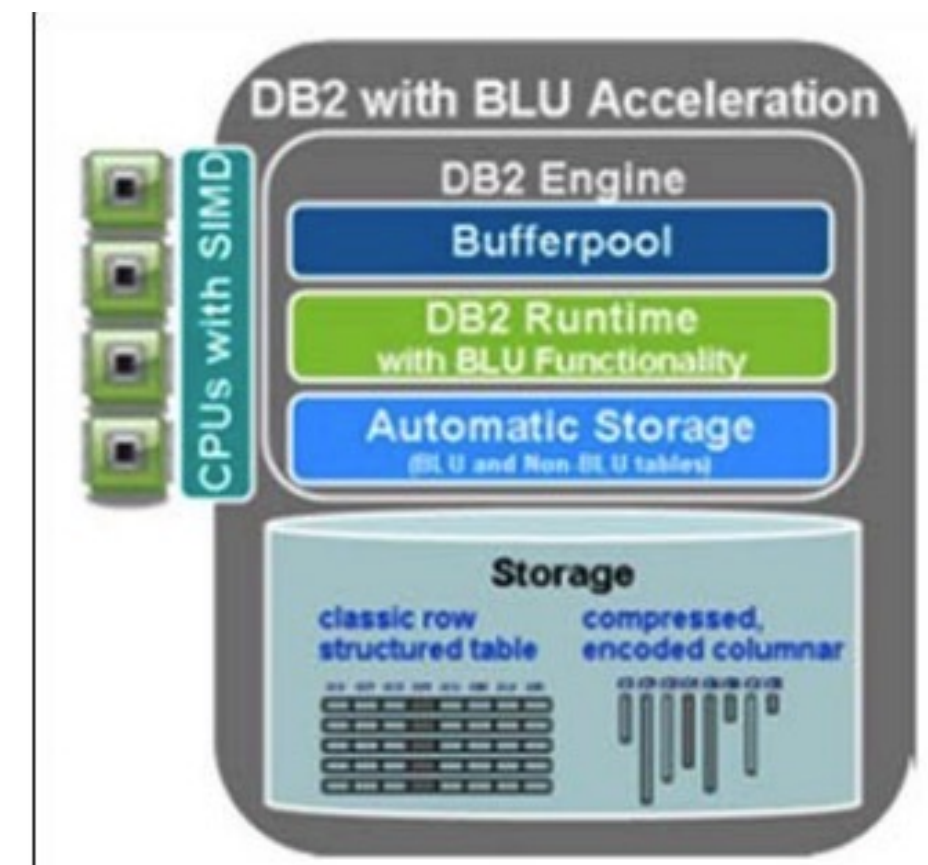 DB2 with BLU Acceleration
CPUs with SIMD
DB2 Engine
Bufferpool
DB2 Runtime
with BLU Functionality
Automatic Storage
(BLU and Non-BLU tables)
Storage
classic row
structured table
compressed,
encoded columnar